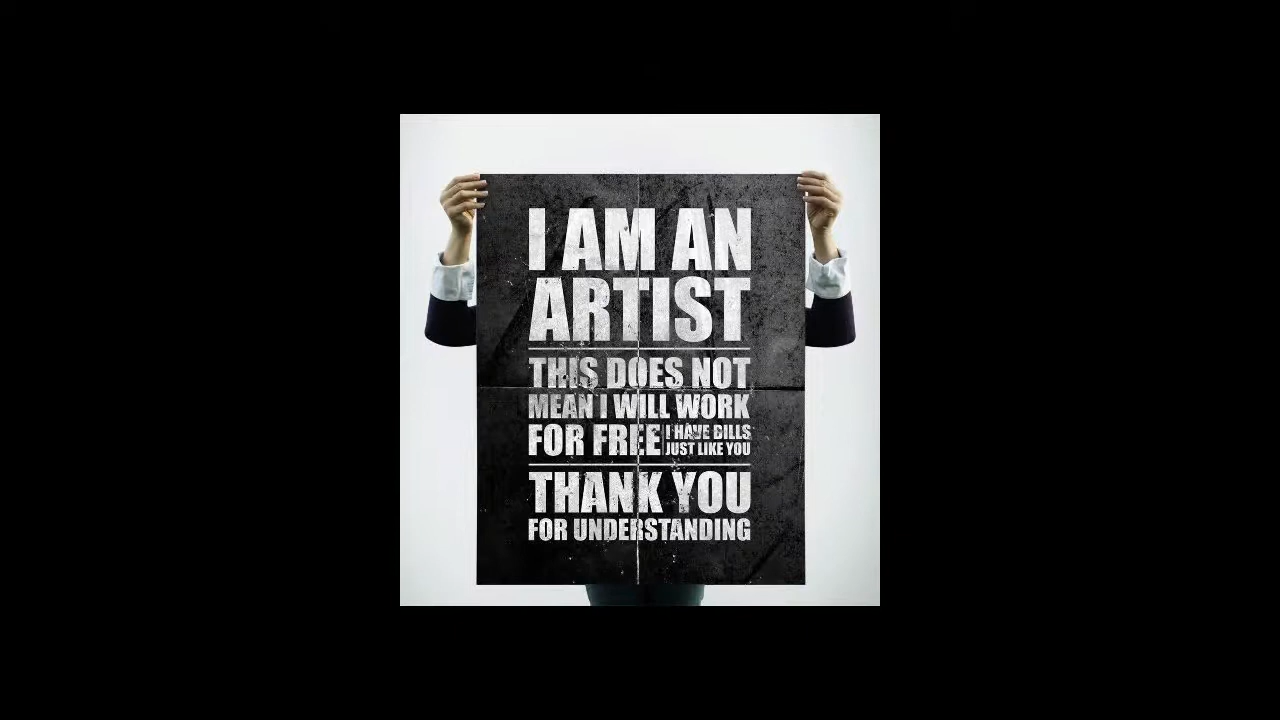 I AM AN
ARTIST
THIS DOES NOT
MEAN I WILL WORK
FOR FREE I HAVE BILLS
JUST LIKE YOU
THANK YOU
FOR UNDERSTANDING